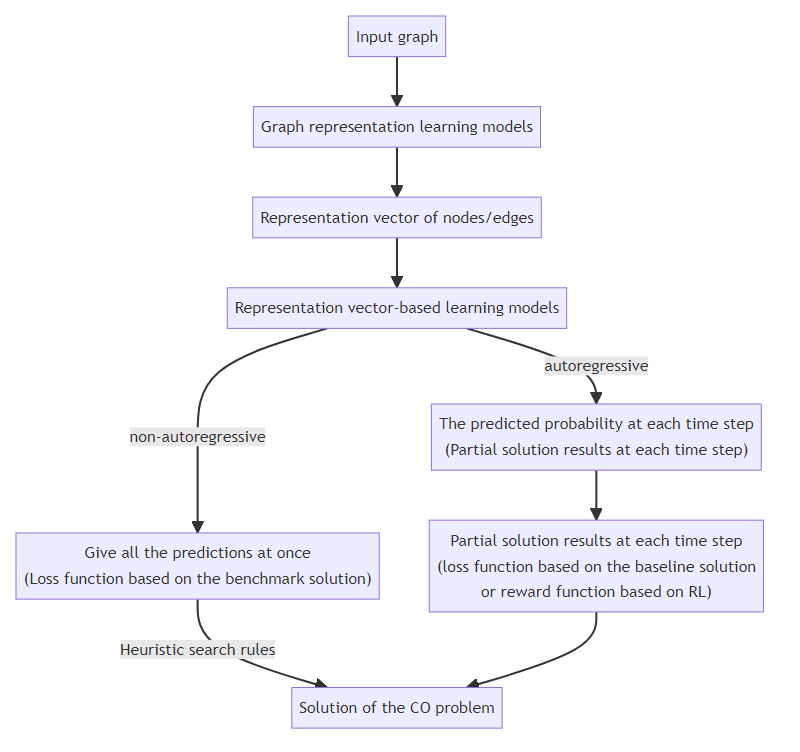 Input graph
Graph representation learning models
Representation vector of nodes/edges
Representation vector-based learning models
autoregressive
The predicted probability at each time step
(Partial solution results at each time step)
non-autoregressive
Give all the predictions at once
(Loss function based on the benchmark solution)
Partial solution results at each time step
(loss function based on the baseline solution
or reward function based on RL)
Heuristic search rules
Solution of the CO problem